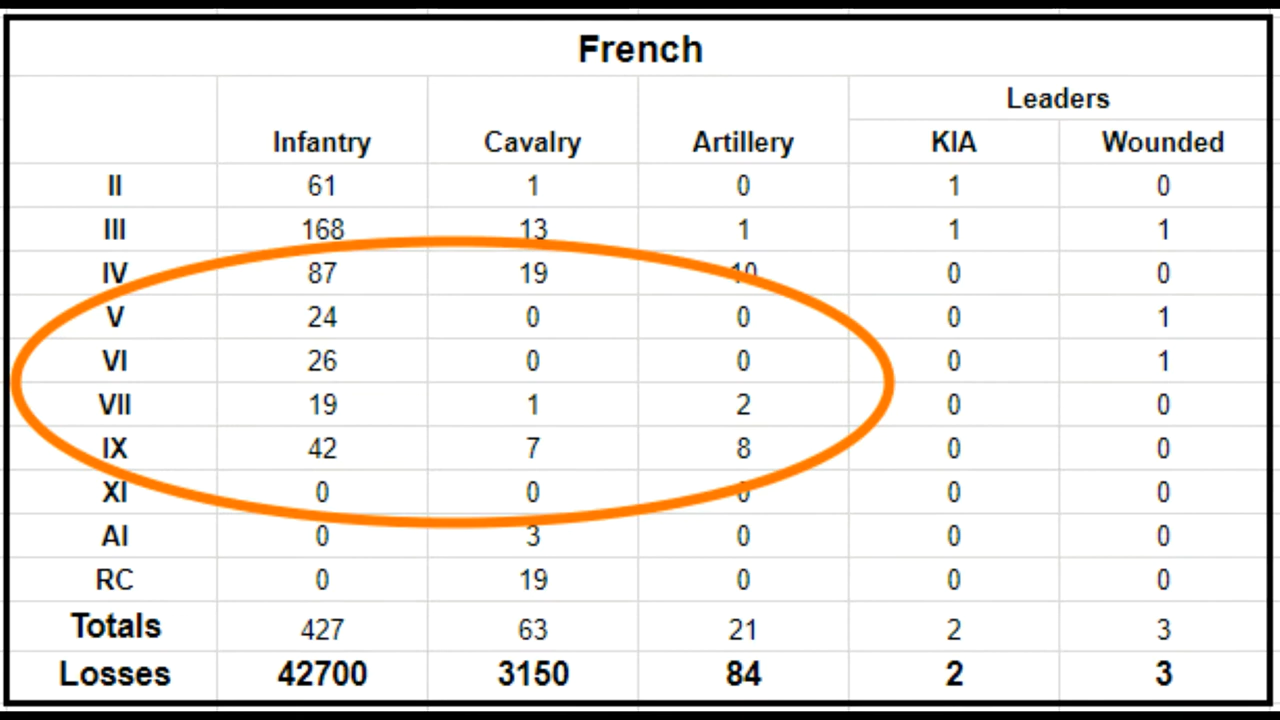 French
Leaders
Infantry Cavalry Artillery KIA Wounded
II 61 1 0 1 0
III 168 13 1 1 1
IV 87 19 10 0 0
V 24 0 0 0 1
VI 26 0 0 0 1
VII 19 1 2 0 0
IX 42 7 8 0 0
XI 0 0 0 0 0
AI 0 3 0 0 0
RC 0 19 0 0 0
Totals 427 63 21 2 3
Losses 42700 3150 84 2 3